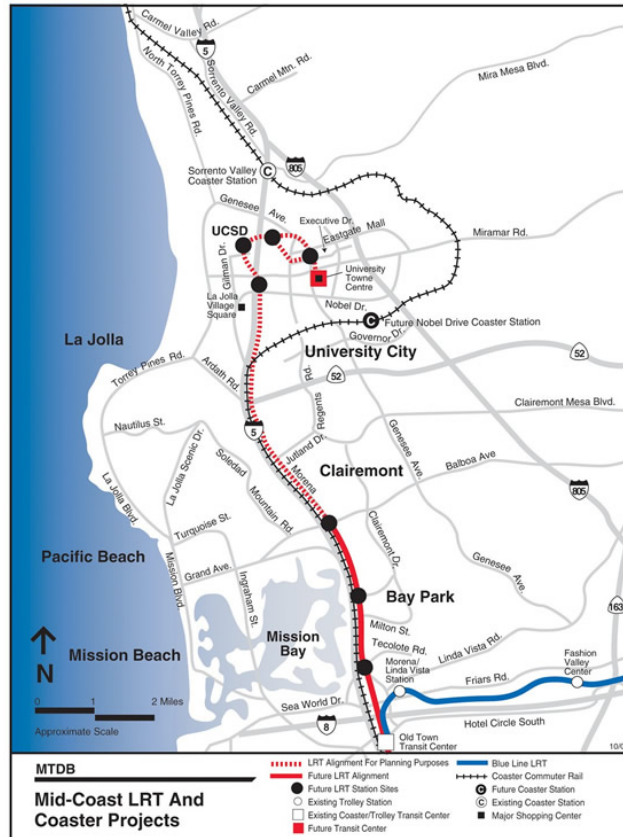 Carmel Valley Rd.
5
North Torrey Pines Rd.
Sorrento Valley Rd.
Carmel Mtn. Rd.
Mira Mesa Blvd.
805
Sorrento Valley
Coaster Station
C
Genesee Ave.
Executive Dr.
Eastgate Mall
UCSD
Miramar Rd.
Gilman Dr.
University
Towne
Centre
La Jolla
Village
Square
Nobel Dr.
C
Future Nobel Drive Coaster Station
Governor Dr.
La Jolla
University City
Torrey Pines Rd.
Ardath Rd.
52
52
Regents Rd.
Clairemont Mesa Blvd.
Nautilus St.
5
Jutland Dr.
La Jolla Scenic Dr.
Soledad
Mountain Rd.
Morena
Clairemont
Genesee Ave.
Balboa Ave
La Jolla Blvd.
805
Turquoise St.
Clairemont Dr.
Pacific Beach
Grand Ave.
Mission Blvd.
Ingraham St.
Genesee Ave.
Bay Park
163
Mission
Bay
Milton St.
Tecolote Rd.
Linda Vista Rd.
N
Mission Beach
Morena/
Linda Vista
Station
Friars Rd.
Fashion
Valley
Center
0 1 2 Miles
Approximate Scale
Sea World Dr.
8
Hotel Circle South
Old Town
Transit Center
MTDB
Mid-Coast LRT And
Coaster Projects
LRT Alignment For Planning Purposes
Future LRT Alignment
Future LRT Station Sites
Existing Trolley Station
Existing Coaster/Trolley Transit Center
Future Transit Center
Blue Line LRT
Coaster Commuter Rail
C Future Coaster Station
C Existing Coaster Station
Major Shopping Center